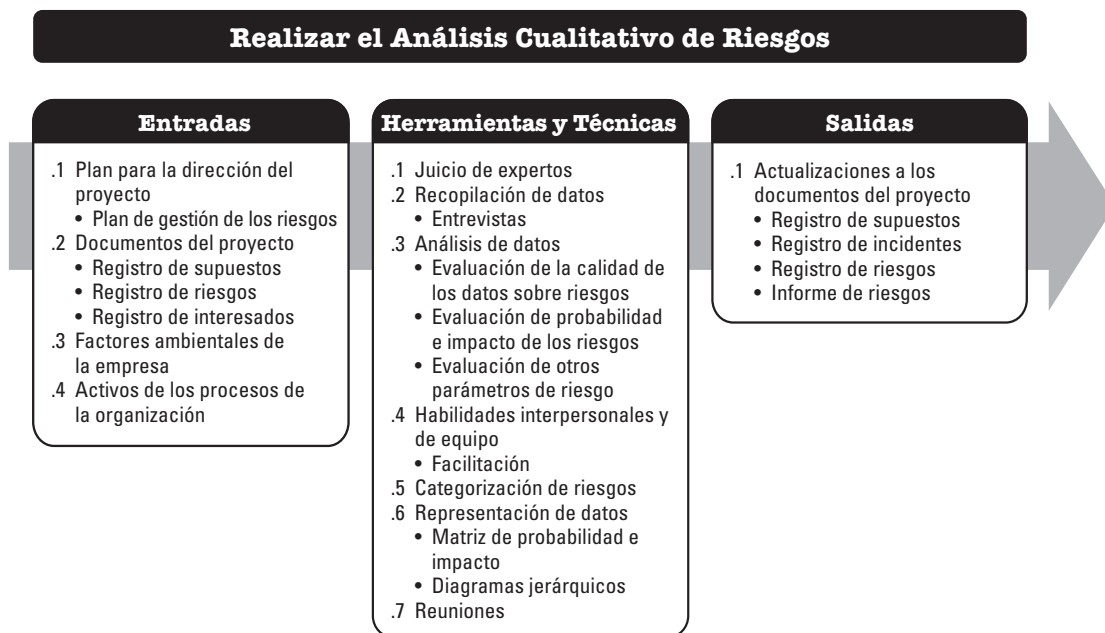 Realizar el Análisis Cualitativo de Riesgos
Entradas
.1 Plan para la dirección del
proyecto
• Plan de gestión de los riesgos
.2 Documentos del proyecto
• Registro de supuestos
• Registro de riesgos
• Registro de interesados
.3 Factores ambientales de
la empresa
.4 Activos de los procesos de
la organización
Herramientas y Técnicas
.1 Juicio de expertos
.2 Recopilación de datos
• Entrevistas
.3 Análisis de datos
• Evaluación de la calidad de
los datos sobre riesgos
• Evaluación de probabilidad
e impacto de los riesgos
• Evaluación de otros
parámetros de riesgo
.4 Habilidades interpersonales y
de equipo
• Facilitación
.5 Categorización de riesgos
.6 Representación de datos
• Matriz de probabilidad e
impacto
• Diagramas jerárquicos
.7 Reuniones
Salidas
.1 Actualizaciones a los
documentos del proyecto
• Registro de supuestos
• Registro de incidentes
• Registro de riesgos
• Informe de riesgos